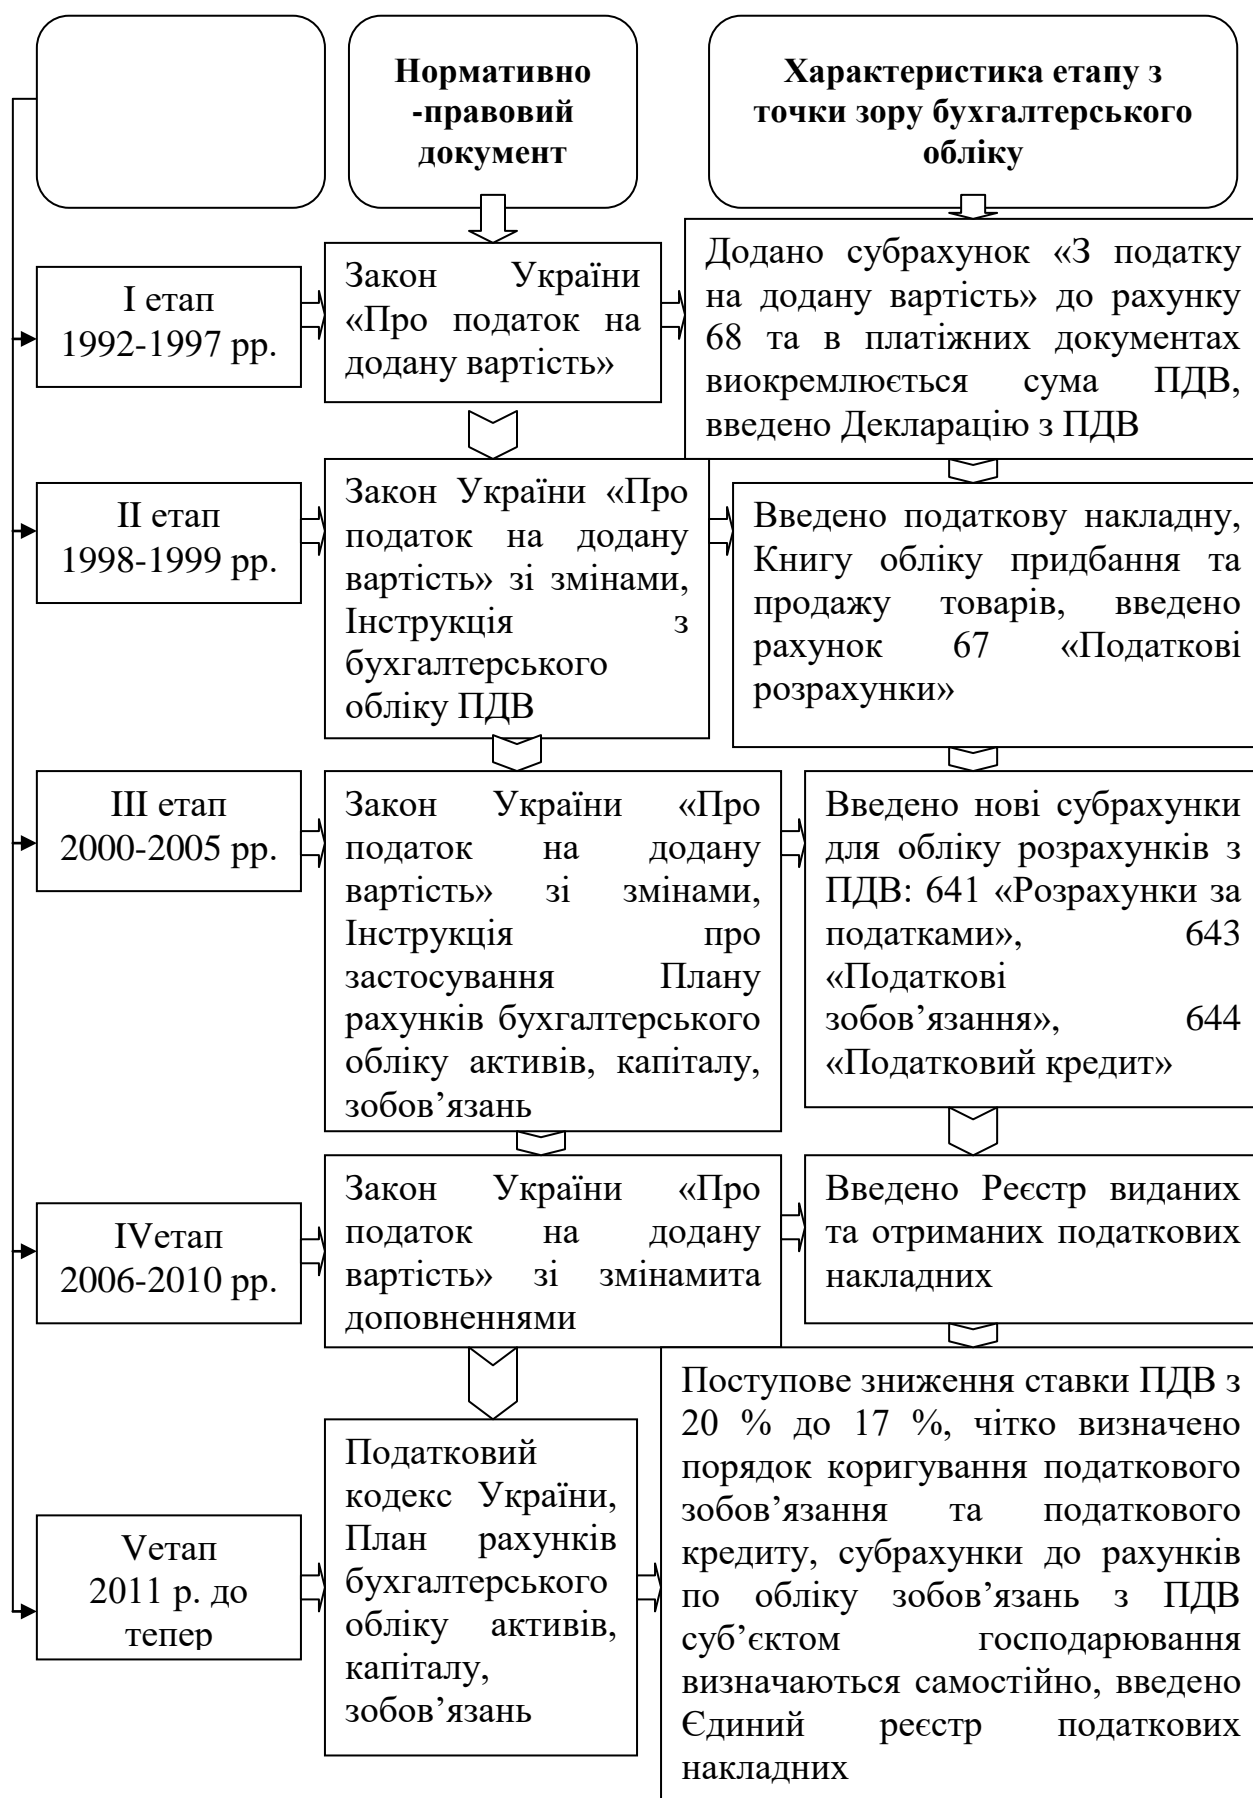 Нормативно
-правовий
документ
Характеристика етапу з
точки зору бухгалтерського
обліку
І етап
1992-1997 рр.
Закон України
«Про податок на
додану вартість»
Додано субрахунок «З податку
на додану вартість» до рахунку
68 та в платіжних документах
виокремлюється сума ПДВ,
введено Декларацію з ПДВ
ІІ етап
1998-1999 рр.
Закон України «Про
податок на додану
вартість» зі змінами,
Інструкція з
бухгалтерського
обліку ПДВ
Введено податкову накладну,
Книгу обліку придбання та
продажу товарів, введено
рахунок 67 «Податкові
розрахунки»
ІІІ етап
2000-2005 рр.
Закон України «Про
податок на додану
вартість» зі змінами,
Інструкція про
застосування Плану
рахунків бухгалтерського
обліку активів, капіталу,
зобов’язань
Введено нові субрахунки
для обліку розрахунків з
ПДВ: 641 «Розрахунки за
податками», 643
«Податкові
зобов’язання», 644
«Податковий кредит»
IVетап
2006-2010 рр.
Закон України «Про
податок на додану
вартість» зі змінамита
доповненнями
Введено Реєстр виданих
та отриманих податкових
накладних
Vетап
2011 р. до
тепер
Податковий
кодекс України,
План рахунків
бухгалтерського
обліку активів,
капіталу,
зобов’язань
Поступове зниження ставки ПДВ з
20 % до 17 %, чітко визначено
порядок коригування податкового
зобов’язання та податкового
кредиту, субрахунки до рахунків
по обліку зобов’язань з ПДВ
суб’єктом господарювання
визначаються самостійно, введено
Єдиний реєстр податкових
накладних